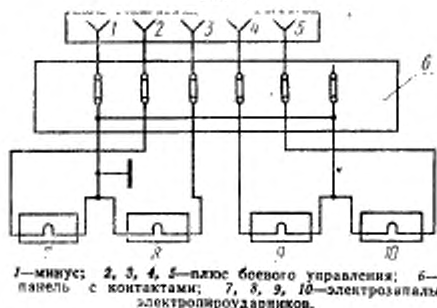 1 2 3 4 5
6
7 8 9 10
1—минус; 2, 3, 4, 5—плюс боевого управления; 6—
панель с контактами; 7, 8, 9, 10—электрозапалы
электропироударников.